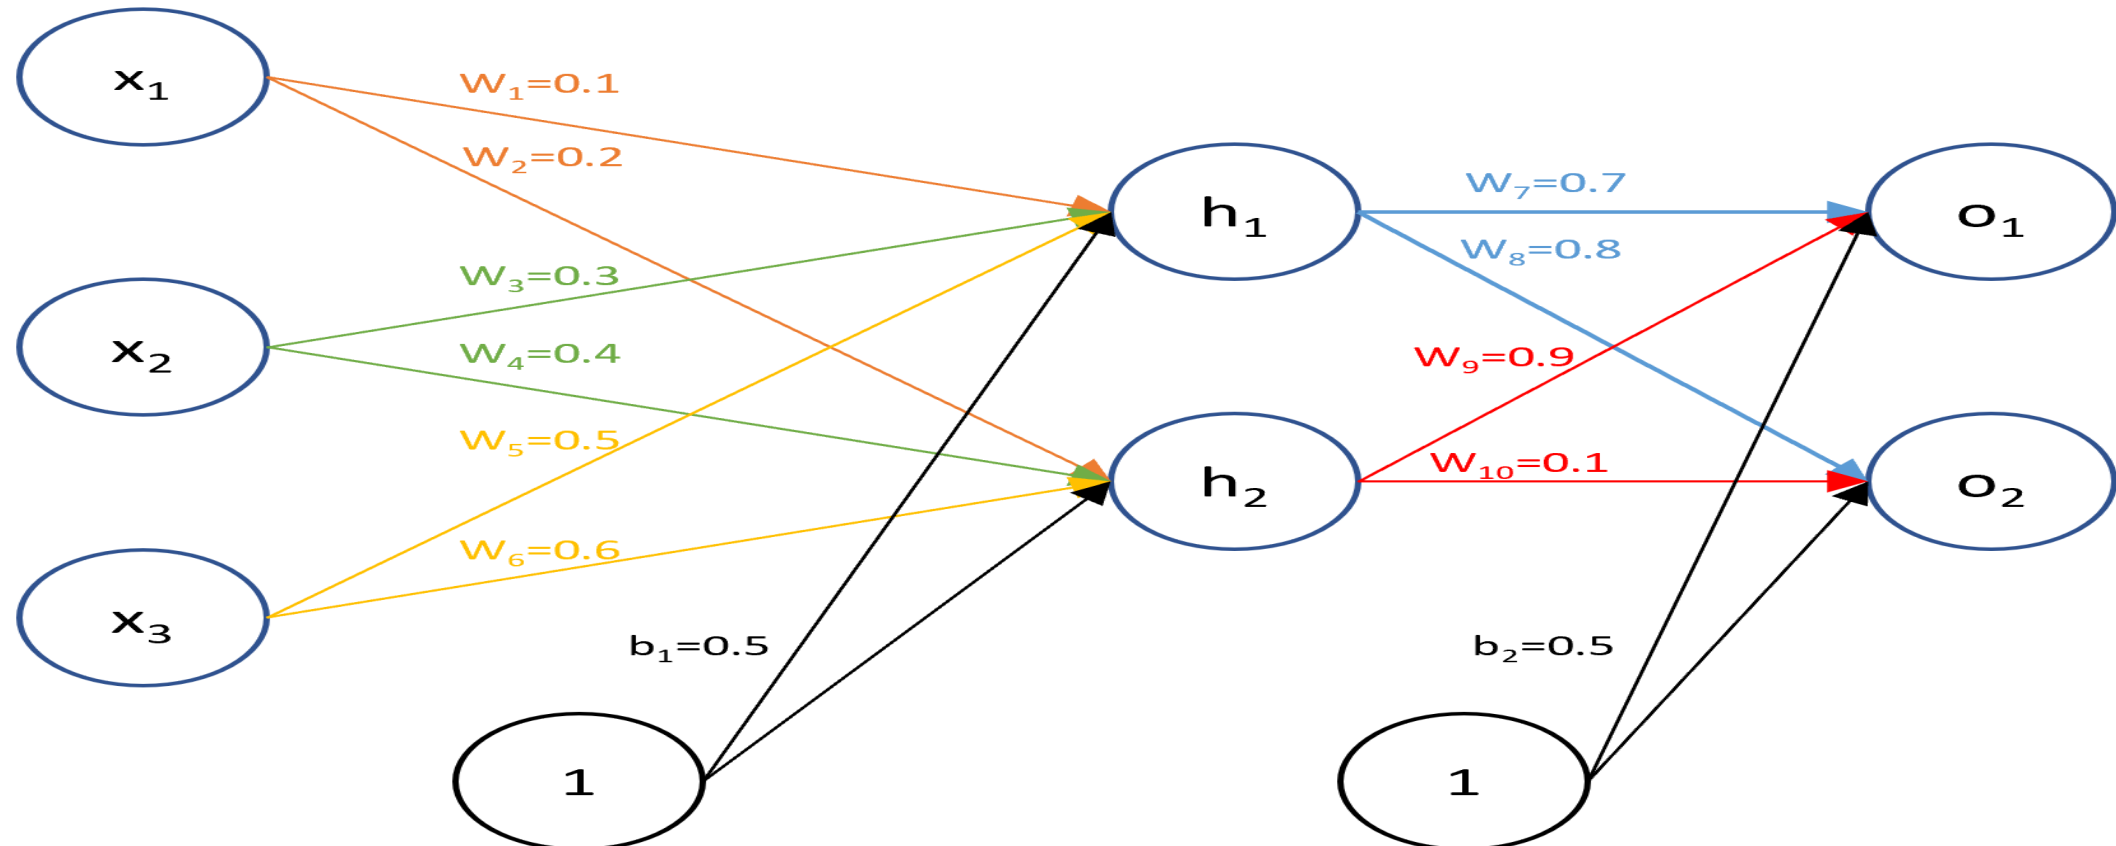 x₁
W₁=0.1
W₂=0.2
h₁
W₇=0.7
o₁
W₈=0.8
x₂
W₃=0.3
W₄=0.4
W₉=0.9
W₅=0.5
h₂
W₁₀=0.1
o₂
x₃
W₆=0.6
b₁=0.5
b₂=0.5
1
1